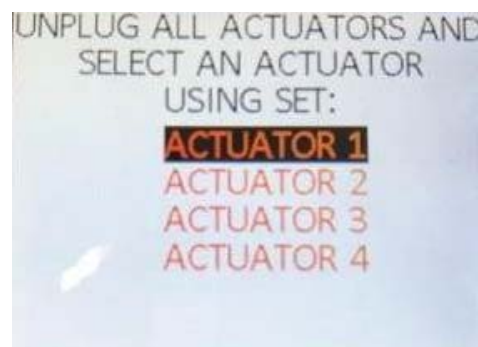 UNPLUG ALL ACTUATORS AND
SELECT AN ACTUATOR
USING SET:
ACTUATOR 1
ACTUATOR 2
ACTUATOR 3
ACTUATOR 4